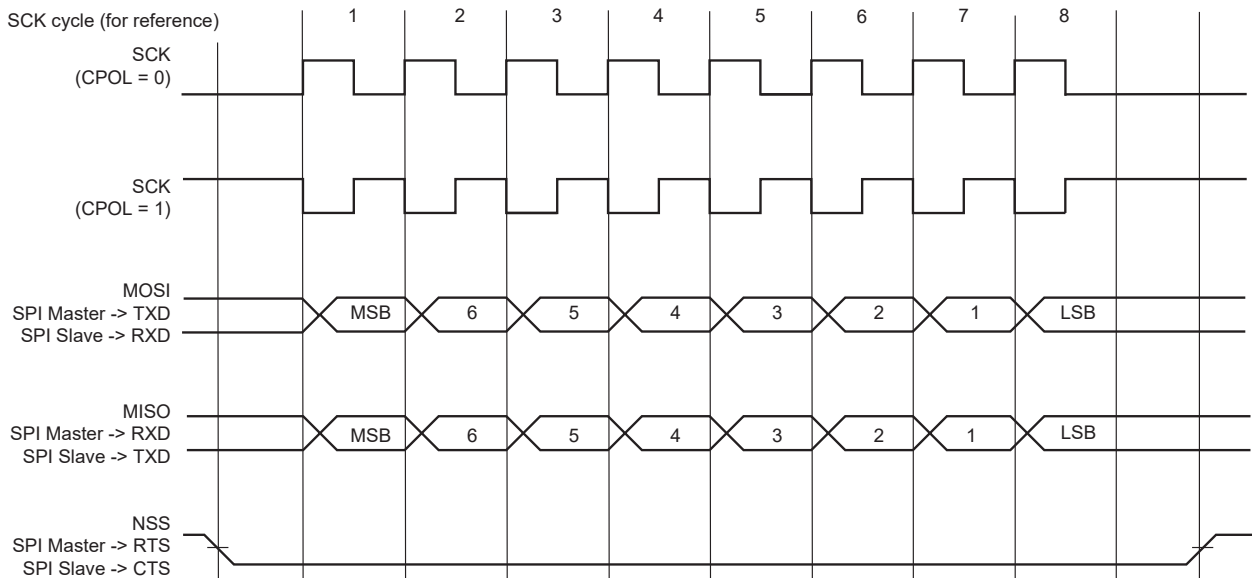 SCK cycle (for reference)
1 2 3 4 5 6 7 8
SCK
(CPOL = 0)
SCK
(CPOL = 1)
MOSI
SPI Master -> TXD
SPI Slave -> RXD
MSB 6 5 4 3 2 1 LSB
MISO
SPI Master -> RXD
SPI Slave -> TXD
MSB 6 5 4 3 2 1 LSB
NSS
SPI Master -> RTS
SPI Slave -> CTS